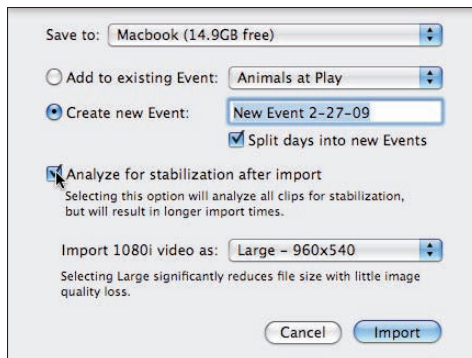 Save to: Macbook (14.9GB free)
Add to existing Event: Animals at Play
Create new Event: New Event 2-27-09
Split days into new Events
Analyze for stabilization after import
Selecting this option will analyze all clips for stabilization,
but will result in longer import times.
Import 1080i video as: Large - 960x540
Selecting Large significantly reduces file size with little image
quality loss.
Cancel Import